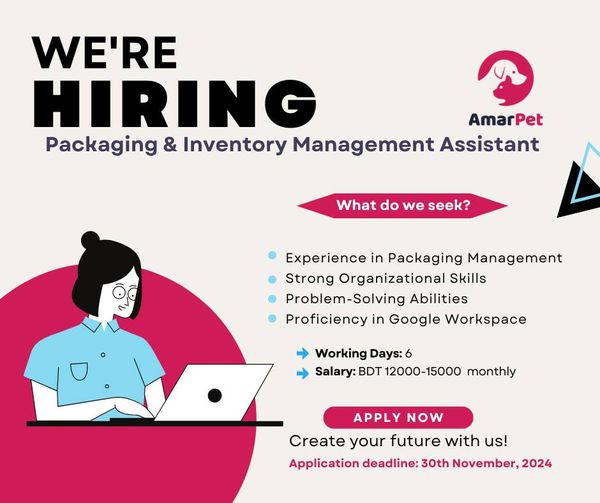 WE'RE
HIRING
AmarPet
Packaging & Inventory Management Assistant
What do we seek?
Experience in Packaging Management
Strong Organizational Skills
Problem-Solving Abilities
Proficiency in Google Workspace
Working Days: 6
Salary: BDT 12000-15000 monthly
APPLY NOW
Create your future with us!
Application deadline: 30th November, 2024